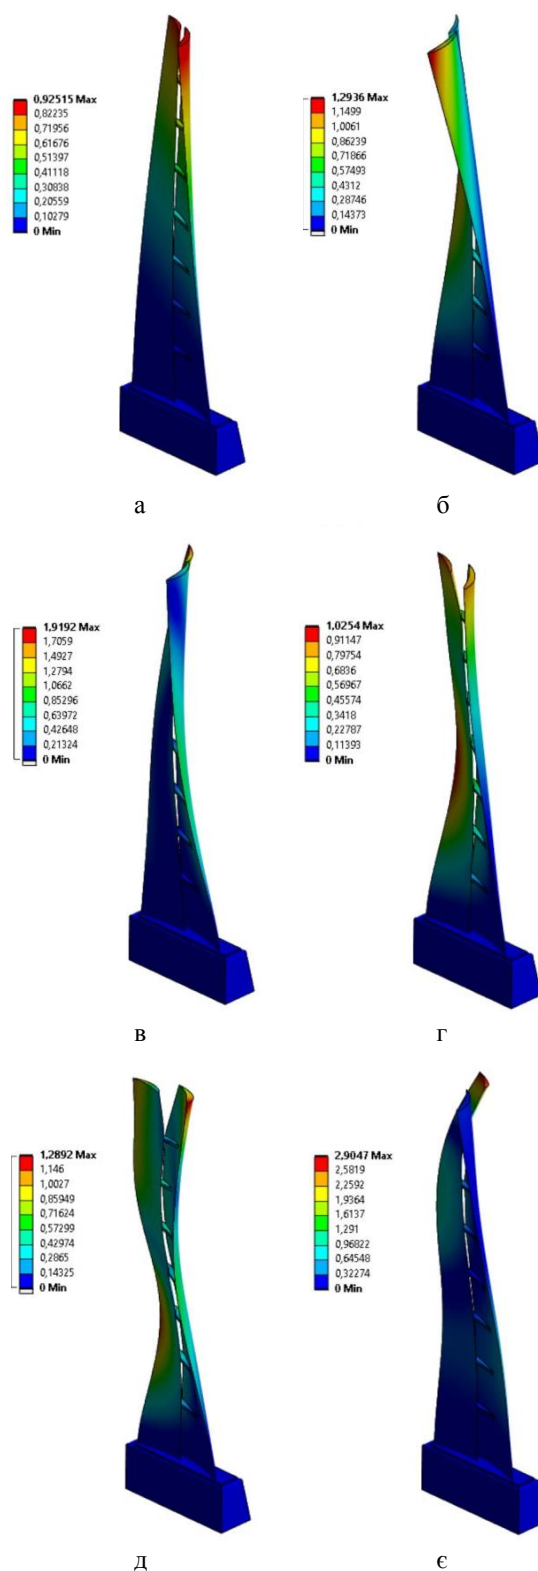 0,92515 Max
0,82235
0,71956
0,61676
0,51397
0,41118
0,30838
0,20559
0,10279
0 Min
а
1,2936 Max
1,1499
1,0061
0,86239
0,71866
0,57493
0,4312
0,28746
0,14373
0 Min
б
1,9192 Max
1,7059
1,4927
1,2794
1,0662
0,85296
0,63972
0,42648
0,21324
0 Min
в
1,0254 Max
0,91147
0,79754
0,6836
0,56967
0,45574
0,3418
0,22787
0,11393
0 Min
г
1,2892 Max
1,146
1,0027
0,85949
0,71624
0,57299
0,42974
0,2865
0,14325
0 Min
д
2,9047 Max
2,5819
2,2592
1,9364
1,6137
1,291
0,96822
0,64548
0,32274
0 Min
є